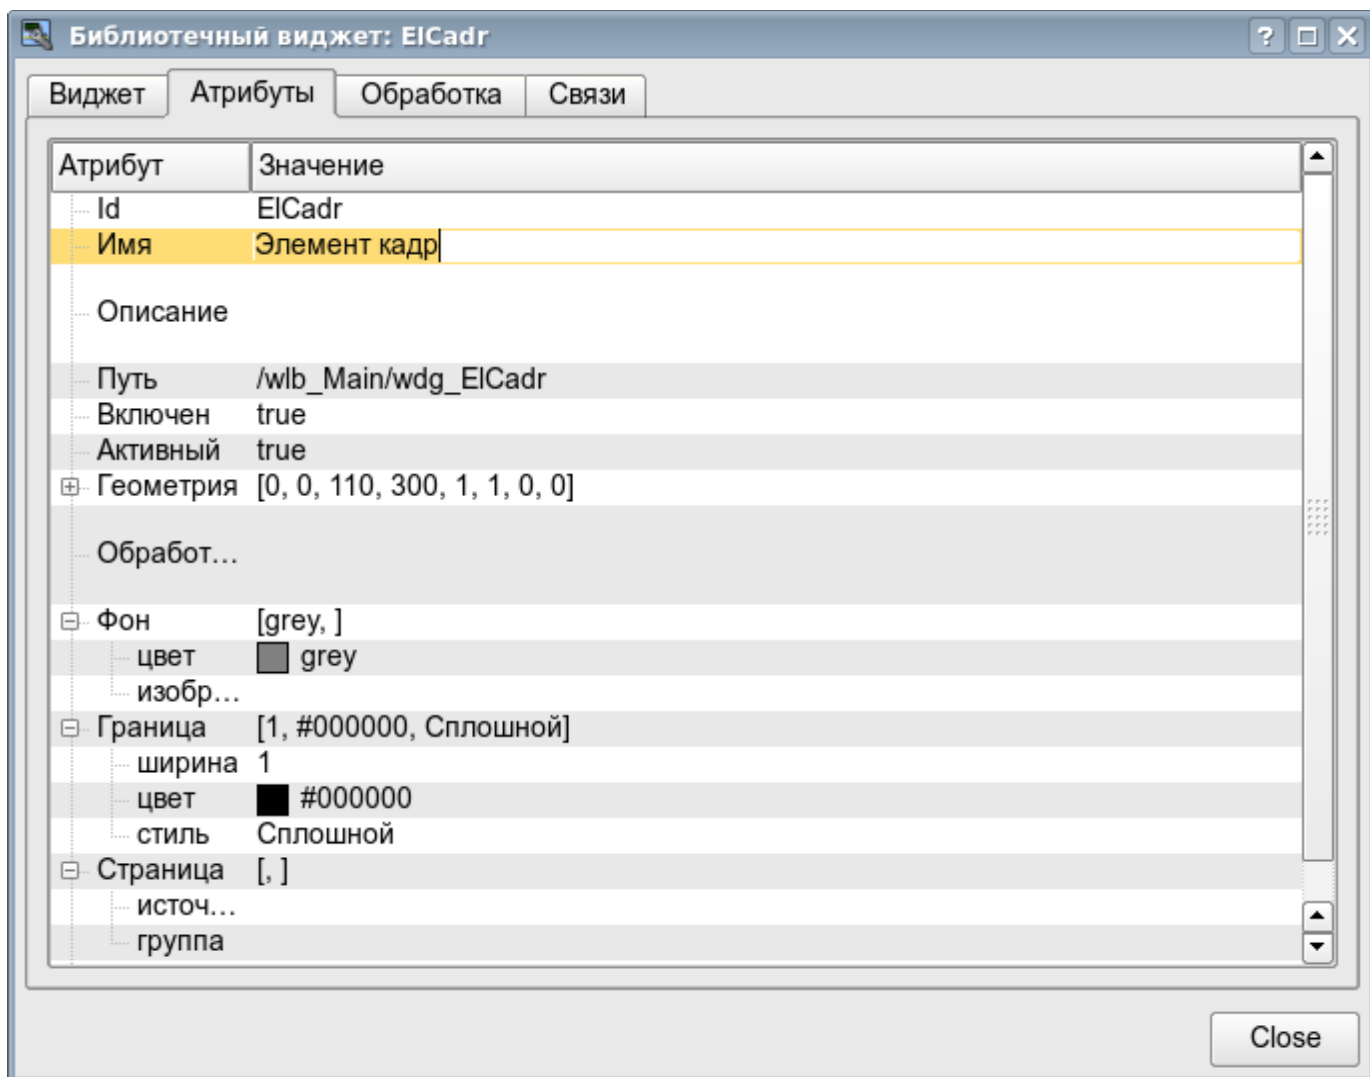 Библиотечный виджет: ElCadr
Виджет Атрибуты Обработка Связи
Атрибут Значение
Id ElCadr
Имя Элемент кадр
Описание
Путь /wlb_Main/wdg_ElCadr
Включен true
Активный true
Геометрия [0, 0, 110, 300, 1, 1, 0, 0]
Обработ...
Фон [grey, ]
цвет grey
изобр...
Граница [1, #000000, Сплошной]
ширина 1
цвет #000000
стиль Сплошной
Страница [, ]
источ...
группа
Close